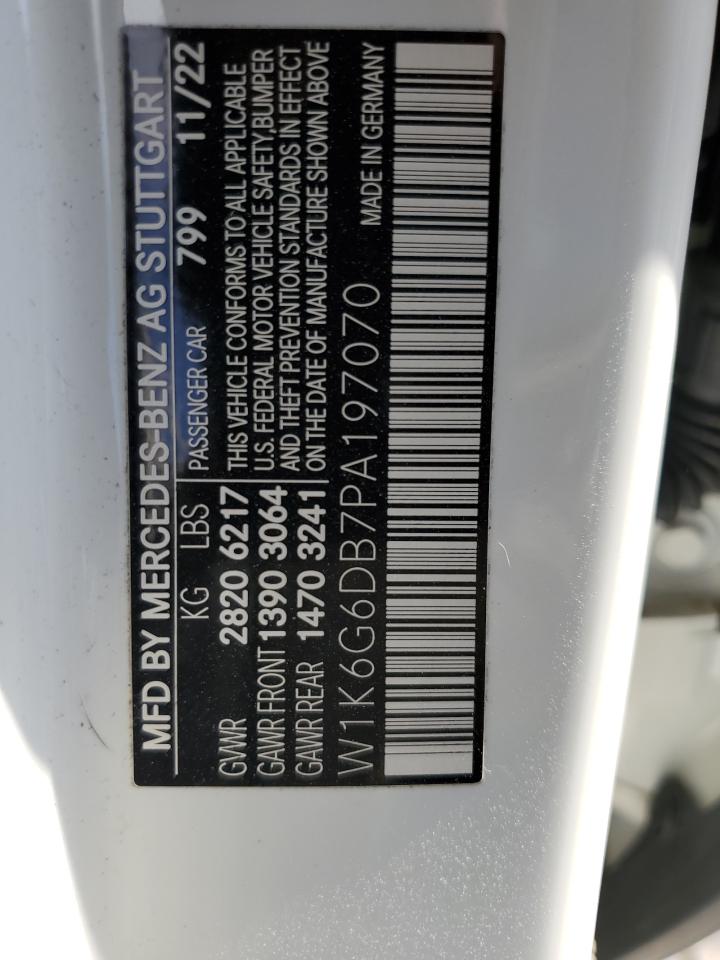 MFD BY MERCEDES-BENZ AG STUTTGART
KG LBS PASSENGER CAR 799 11/22
GVWR 2820 6217 THIS VEHICLE CONFORMS TO ALL APPLICABLE
GAWR FRONT 1390 3064 U.S. FEDERAL MOTOR VEHICLE SAFETY,BUMPER
GAWR REAR 1470 3241 AND THEFT PREVENTION STANDARDS IN EFFECT
ON THE DATE OF MANUFACTURE SHOWN ABOVE
W1K6G6DB7PA197070 MADE IN GERMANY